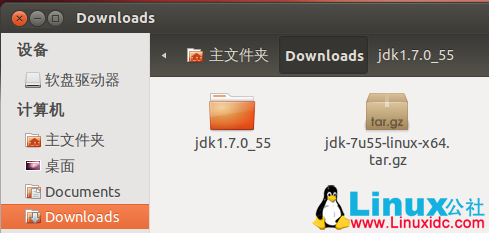 Downloads
设备
软盘驱动器
计算机
主文件夹
桌面
Documents
Downloads
主文件夹 Downloads jdk1.7.0_55
jdk1.7.0_55
jdk-7u55-linux-x64.
tar.gz
tar.gz
Linux公社
www.Linuxidc.com